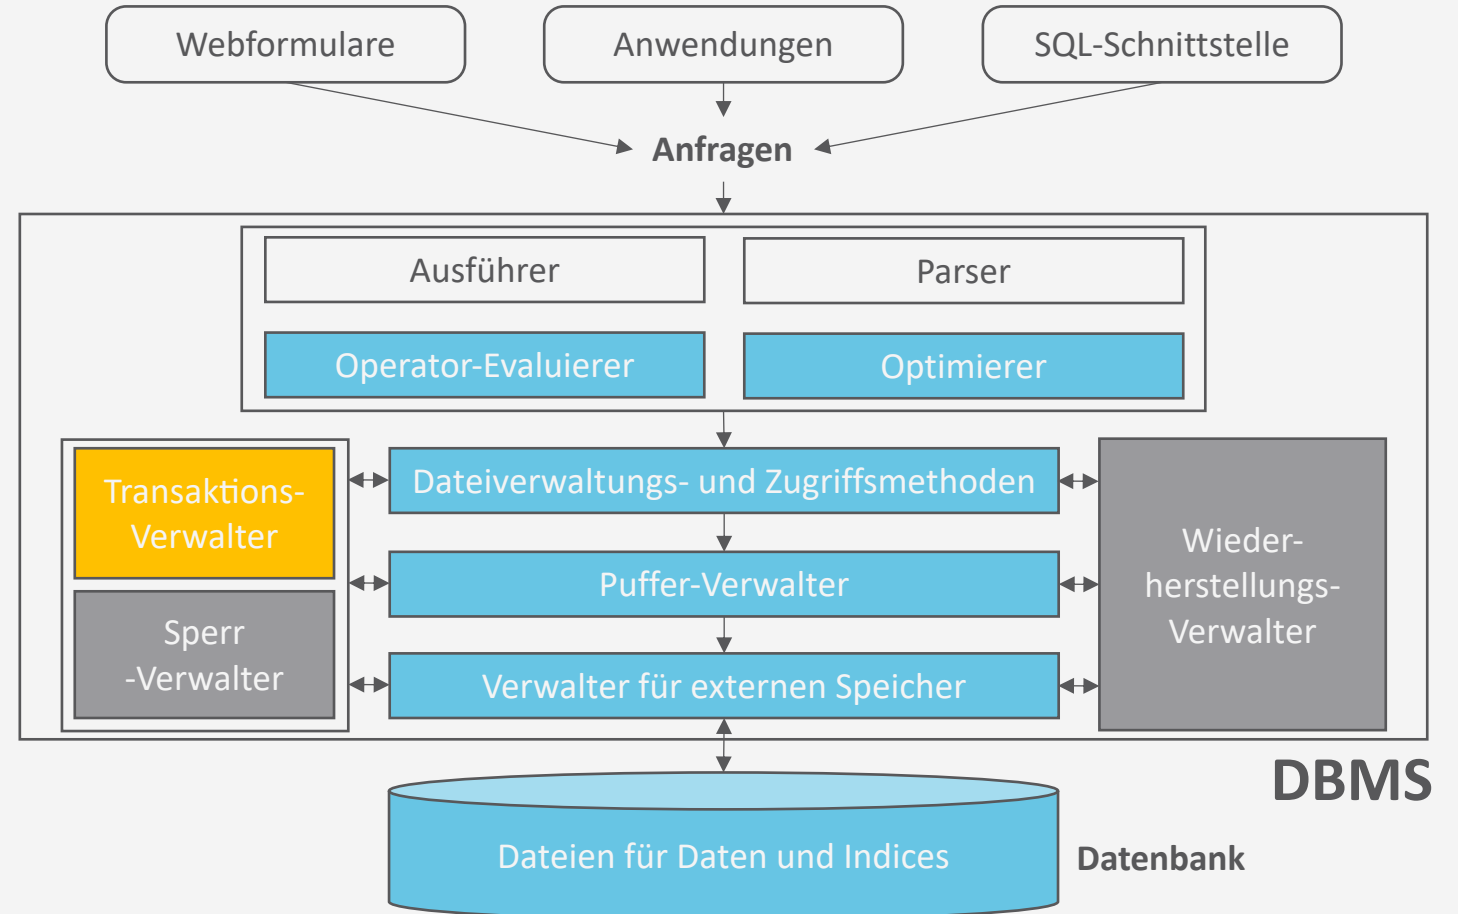 Webformulare
Anwendungen
SQL-Schnittstelle
Anfragen
Ausführer
Parser
Operator-Evaluierer
Optimierer
Transaktions-
Verwalter
Sperr
-Verwalter
Dateiverwaltungs- und Zugriffsmethoden
Puffer-Verwalter
Verwalter für externen Speicher
Wieder-
herstellungs-
Verwalter
DBMS
Dateien für Daten und Indices
Datenbank